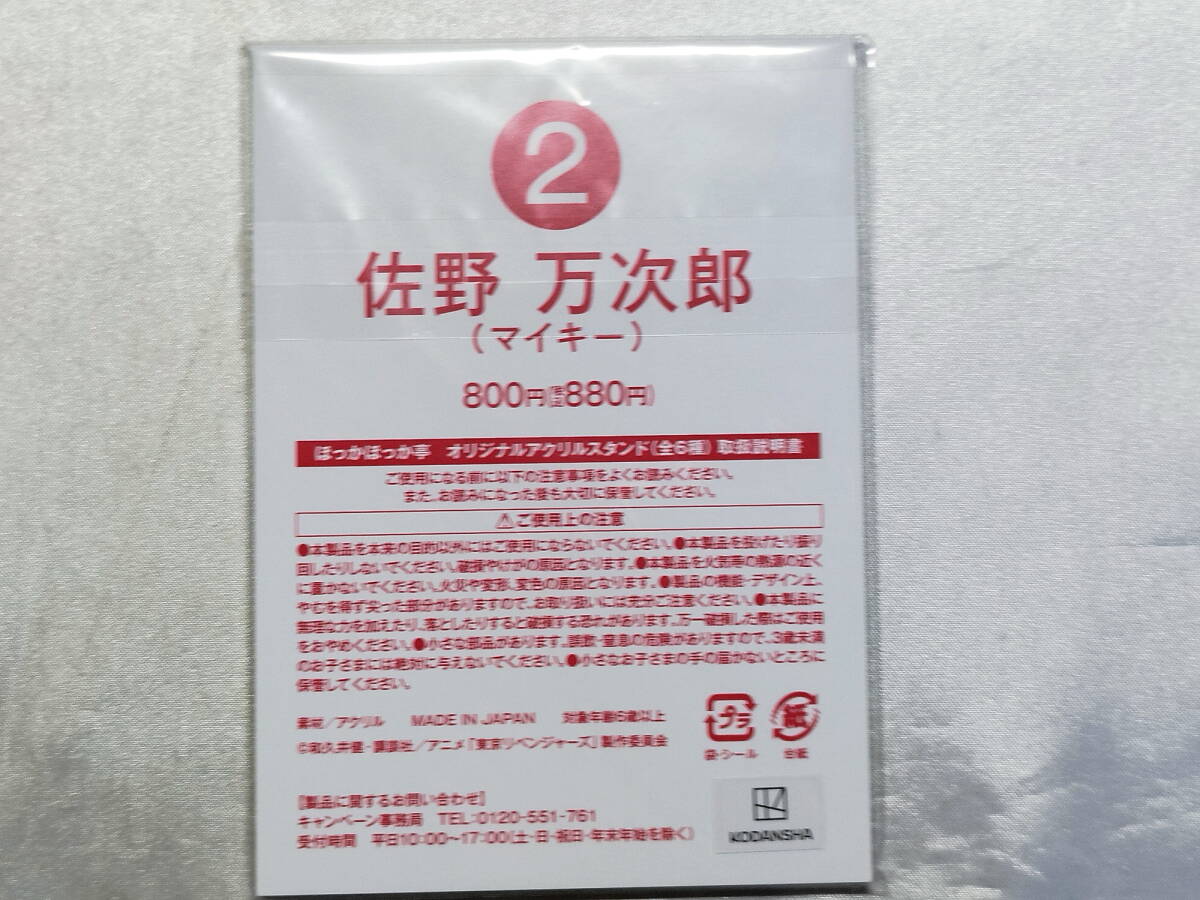 2
佐野 万次郎
(マイキー)
800円(税込880円)
ほっかほっか亭 オリジナルアクリルスタンド(全6種) 取扱説明書
ご使用になる前に以下の注意事項をよくお読みください。
また、お読みになった後も大切に保管してください。
⚠ご使用上の注意
●本製品を本来の目的以外にはご使用にならないでください。●本製品を投げたり振り
回したりしないでください。破損やけがの原因となります。●本製品を火気等の熱源の近く
に置かないでください。火災や変形、変色の原因となります。●製品の機能・デザイン上、
やむを得ず尖った部分がありますので、お取り扱いには充分ご注意ください。●本製品に
無理な力を加えたり、落としたりすると破損する恐れがあります。万一破損した際はご使用
をおやめください。●小さな部品があります。誤飲・窒息の危険がありますので、3歳未満
のお子さまには絶対に与えないでください。●小さなお子さまの手の届かないところに
保管してください。
素材/アクリル MADE IN JAPAN 対象年齢6歳以上
©和久井健・講談社/アニメ「東京リベンジャーズ」製作委員会
プラ 紙
袋・シール 台紙
【製品に関するお問い合わせ】
キャンペーン事務局 TEL:0120-551-761
受付時間 平日10:00〜17:00(土・日・祝日・年末年始を除く)
KODANSHA